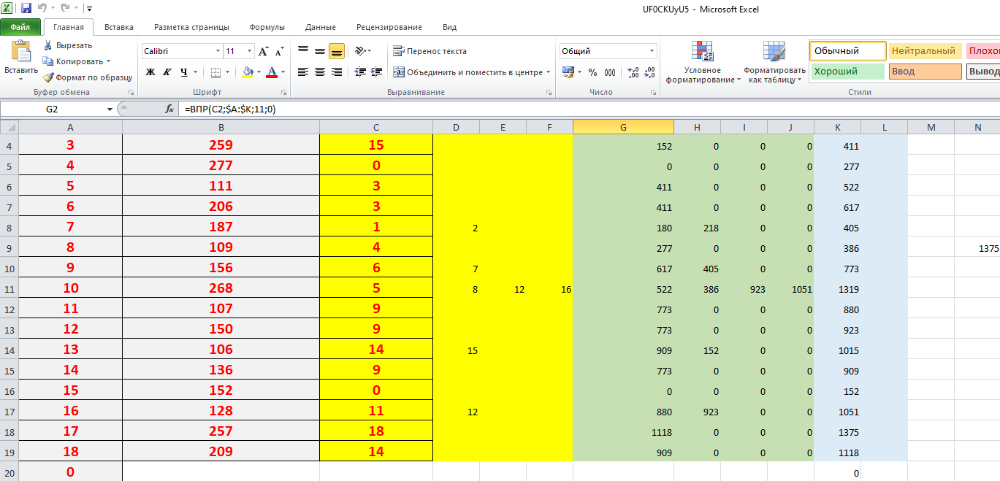 UF0CKUyU5 - Microsoft Excel
Файл Главная Вставка Разметка страницы Формулы Данные Рецензирование Вид
Вставить
Вырезать
Копировать
Формат по образцу
Буфер обмена
Calibri 11
Ж К Ч
Шрифт
Перенос текста
Объединить и поместить в центре
Выравнивание
Общий
% 000
Число
Условное форматирование
Форматировать как таблицу
Обычный Нейтральный Плохо
Хороший Ввод Вывод
Стили
G2 fx =ВПР(C2;$A:$K;11;0)
A B C D E F G H I J K L M N
4 3 259 15 152 0 0 0 411
5 4 277 0 0 0 0 0 277
6 5 111 3 411 0 0 0 522
7 6 206 3 411 0 0 0 617
8 7 187 1 2 180 218 0 0 405
9 8 109 4 277 0 0 0 386 1375
10 9 156 6 7 617 405 0 0 773
11 10 268 5 8 12 16 522 386 923 1051 1319
12 11 107 9 773 0 0 0 880
13 12 150 9 773 0 0 0 923
14 13 106 14 15 909 152 0 0 1015
15 14 136 9 773 0 0 0 909
16 15 152 0 0 0 0 0 152
17 16 128 11 12 880 923 0 0 1051
18 17 257 18 1118 0 0 0 1375
19 18 209 14 909 0 0 0 1118
20 0 0